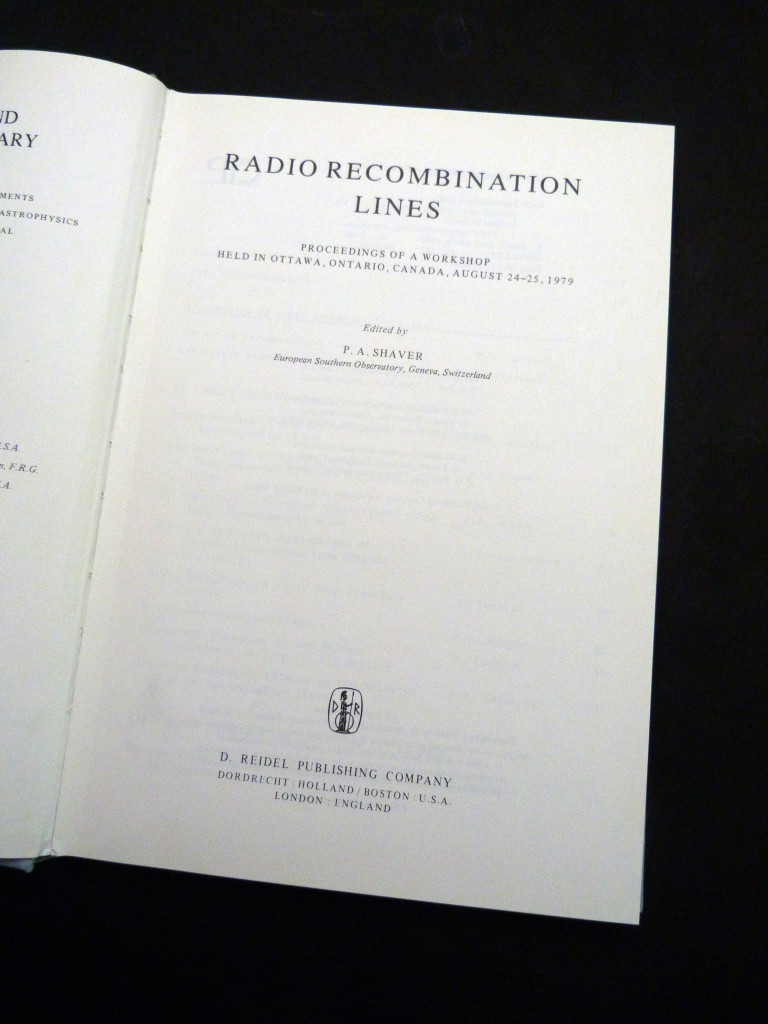 ND
ARY
MENTS
ASTROPHYSICS
AL
.S.A.
n, F.R.G.
.A.
RADIO RECOMBINATION
LINES
PROCEEDINGS OF A WORKSHOP
HELD IN OTTAWA, ONTARIO, CANADA, AUGUST 24–25, 1979
Edited by
P. A. SHAVER
European Southern Observatory, Geneva, Switzerland
D R
D. REIDEL PUBLISHING COMPANY
DORDRECHT : HOLLAND / BOSTON : U.S.A.
LONDON : ENGLAND